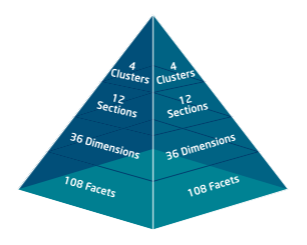 4
Clusters
12
Sections
36 Dimensions
108 Facets
4
Clusters
12
Sections
36 Dimensions
108 Facets